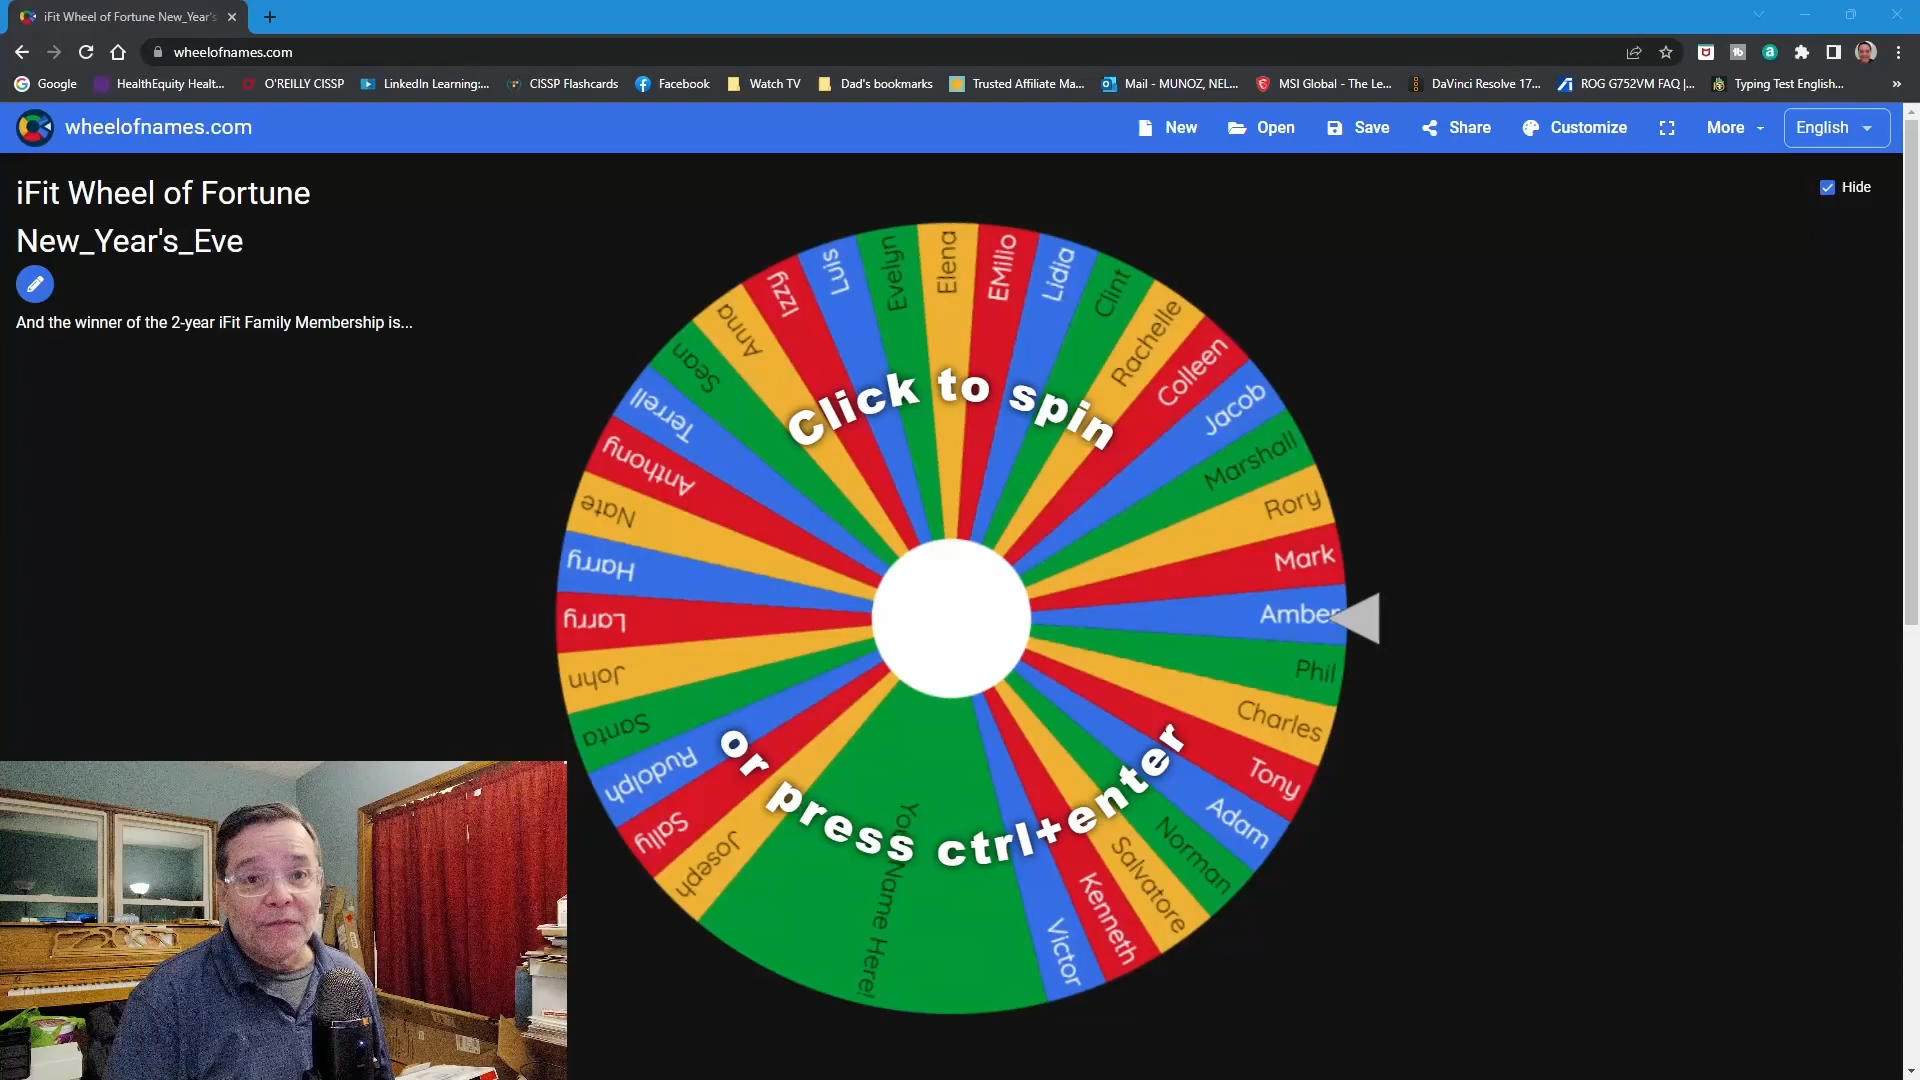 iFit Wheel of Fortune New_Year's
wheelofnames.com
Google
HealthEquity Healt...
O'REILLY CISSP
LinkedIn Learning:...
CISSP Flashcards
Facebook
Watch TV
Dad's bookmarks
Trusted Affiliate Ma...
Mail - MUNOZ, NEL...
MSI Global - The Le...
DaVinci Resolve 17...
ROG G752VM FAQ |...
Typing Test English...
»
wheelofnames.com
New
Open
Save
Share
Customize
More
English
iFit Wheel of Fortune
New_Year's_Eve
Hide
And the winner of the 2-year iFit Family Membership is...
Click to spin
or press ctrl+enter
Elena
EMilio
Lidia
Clint
Rachelle
Colleen
Jacob
Marshall
Rory
Mark
Amber
Phil
Charles
Tony
Adam
Norman
Salvatore
Kenneth
Victor
Name Here!
Joseph
Sally
Rudolph
Santa
John
Larry
Harry
Nate
Anthony
Terrell
Sean
Anna
Izzy
Luis
Evelyn